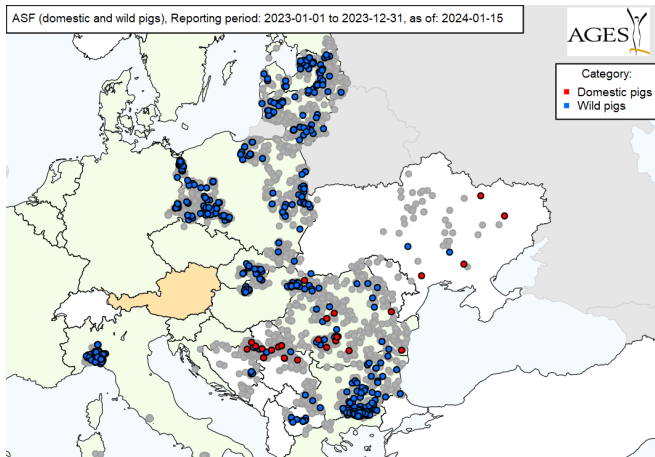 ASF (domestic and wild pigs), Reporting period: 2023-01-01 to 2023-12-31, as of: 2024-01-15
AGES
Category:
Domestic pigs
Wild pigs